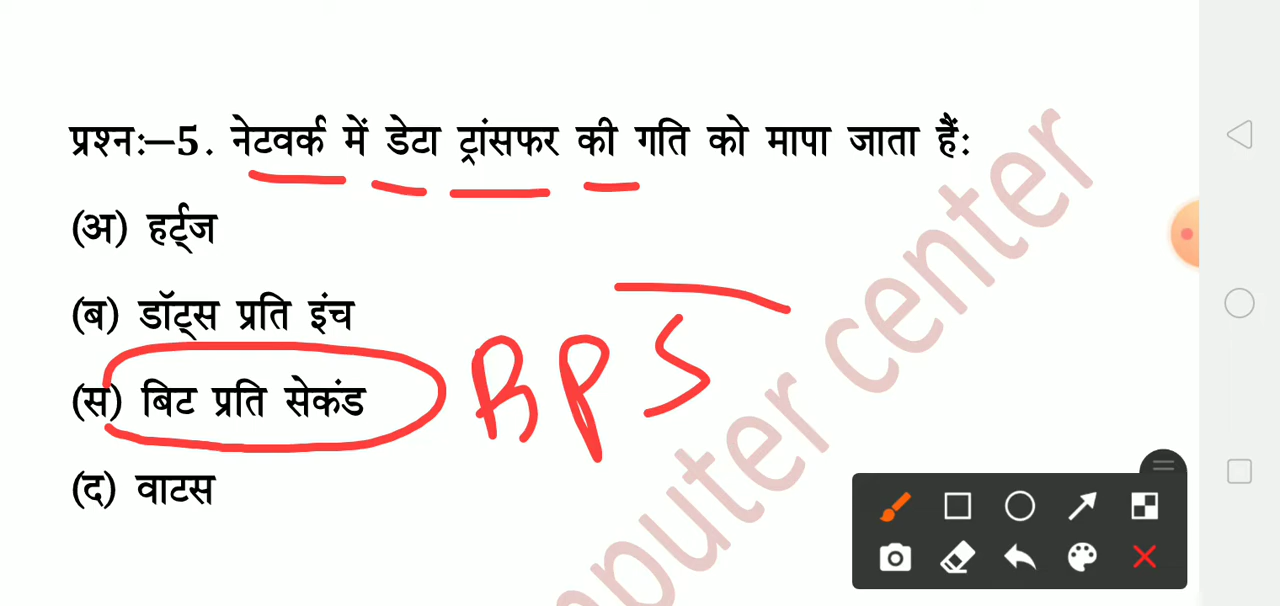 प्रश्नः–5. नेटवर्क में डेटा ट्रांसफर की गति को मापा जाता हैंः
(अ) हर्ट्ज
(ब) डॉट्स प्रति इंच
(स) बिट प्रति सेकंड
BPS
(द) वाटस
puter center